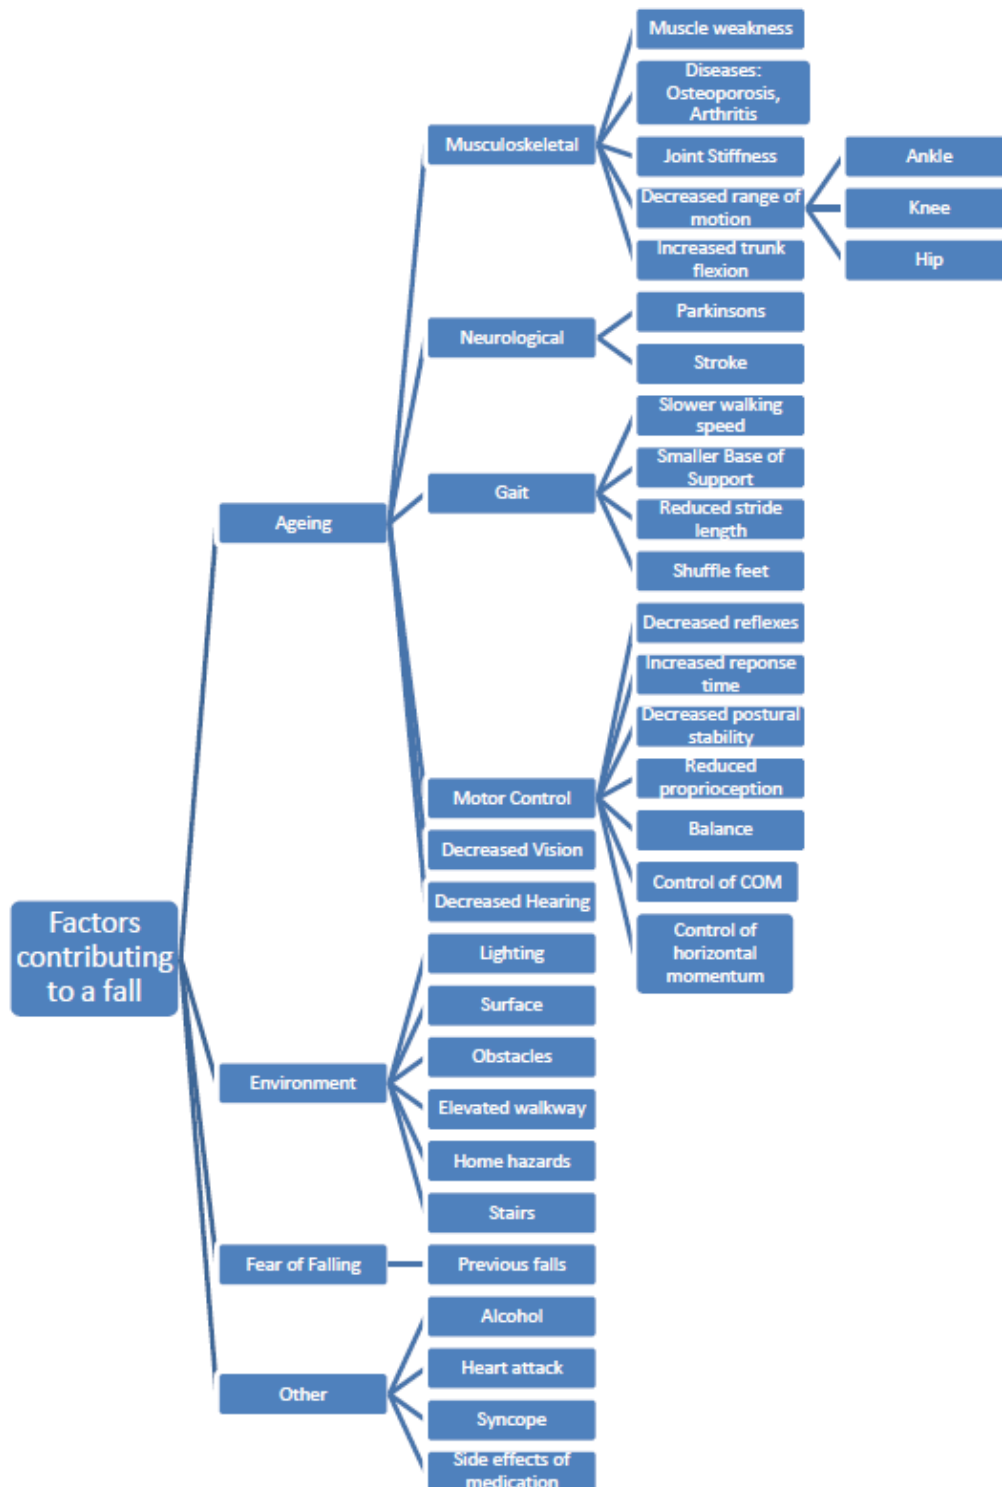 Muscle weakness
Diseases:
Osteoporosis,
Arthritis
Musculoskeletal
Joint Stiffness
Ankle
Decreased range of
motion
Knee
Increased trunk
flexion
Hip
Parkinsons
Neurological
Stroke
Slower walking
speed
Smaller Base of
Support
Gait
Reduced stride
length
Ageing
Shuffle feet
Decreased reflexes
Increased reponse
time
Decreased postural
stability
Reduced
proprioception
Motor Control
Balance
Decreased Vision
Control of COM
Decreased Hearing
Factors
contributing
to a fall
Control of
horizontal
momentum
Lighting
Surface
Obstacles
Environment
Elevated walkway
Home hazards
Stairs
Fear of Falling
Previous falls
Alcohol
Heart attack
Other
Syncope
Side effects of
medication